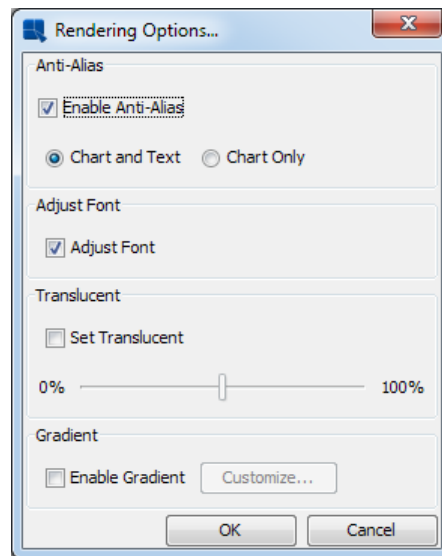 Rendering Options...
Anti-Alias
Enable Anti-Alias
Chart and Text Chart Only
Adjust Font
Adjust Font
Translucent
Set Translucent
0% 100%
Gradient
Enable Gradient Customize...
OK Cancel